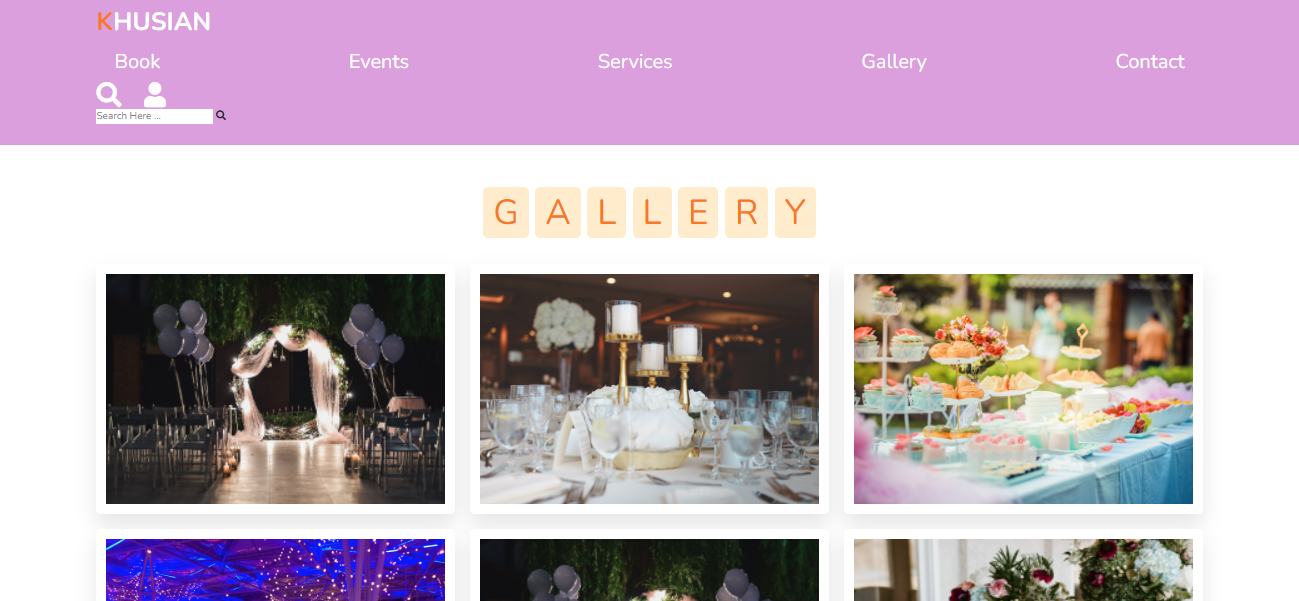 KHUSIAN
Book Events Services Gallery Contact
Search Here ...
GALLERY